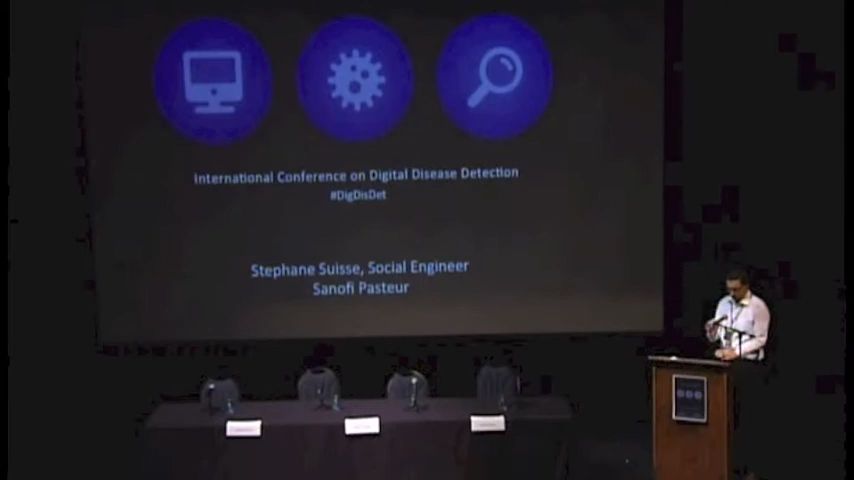 International Conference on Digital Disease Detection
#DigDisDet
Stephane Suisse, Social Engineer
Sanofi Pasteur